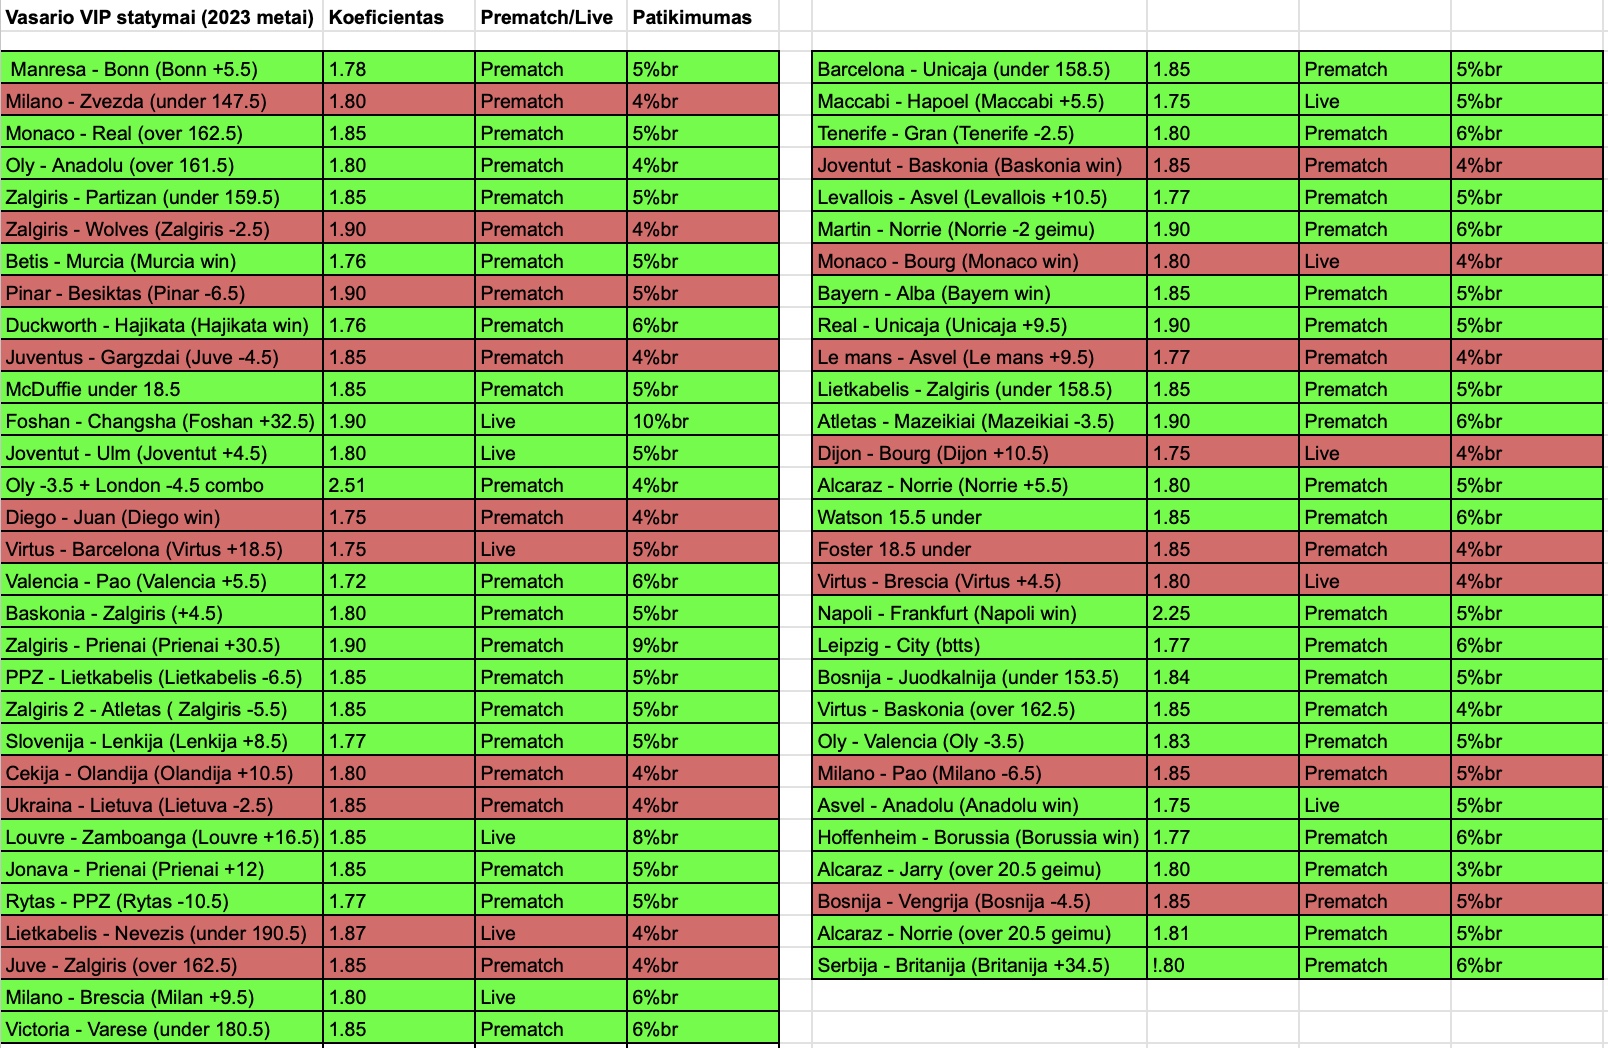 Vasario VIP statymai (2023 metai) Koeficientas Prematch/Live Patikimumas
Manresa - Bonn (Bonn +5.5) 1.78 Prematch 5%br
Milano - Zvezda (under 147.5) 1.80 Prematch 4%br
Monaco - Real (over 162.5) 1.85 Prematch 5%br
Oly - Anadolu (over 161.5) 1.80 Prematch 4%br
Zalgiris - Partizan (under 159.5) 1.85 Prematch 5%br
Zalgiris - Wolves (Zalgiris -2.5) 1.90 Prematch 4%br
Betis - Murcia (Murcia win) 1.76 Prematch 5%br
Pinar - Besiktas (Pinar -6.5) 1.90 Prematch 5%br
Duckworth - Hajikata (Hajikata win) 1.76 Prematch 6%br
Juventus - Gargzdai (Juve -4.5) 1.85 Prematch 4%br
McDuffie under 18.5 1.85 Prematch 5%br
Foshan - Changsha (Foshan +32.5) 1.90 Live 10%br
Joventut - Ulm (Joventut +4.5) 1.80 Live 5%br
Oly -3.5 + London -4.5 combo 2.51 Prematch 4%br
Diego - Juan (Diego win) 1.75 Prematch 4%br
Virtus - Barcelona (Virtus +18.5) 1.75 Live 5%br
Valencia - Pao (Valencia +5.5) 1.72 Prematch 6%br
Baskonia - Zalgiris (+4.5) 1.80 Prematch 5%br
Zalgiris - Prienai (Prienai +30.5) 1.90 Prematch 9%br
PPZ - Lietkabelis (Lietkabelis -6.5) 1.85 Prematch 5%br
Zalgiris 2 - Atletas ( Zalgiris -5.5) 1.85 Prematch 5%br
Slovenija - Lenkija (Lenkija +8.5) 1.77 Prematch 5%br
Cekija - Olandija (Olandija +10.5) 1.80 Prematch 4%br
Ukraina - Lietuva (Lietuva -2.5) 1.85 Prematch 4%br
Louvre - Zamboanga (Louvre +16.5) 1.85 Live 8%br
Jonava - Prienai (Prienai +12) 1.85 Prematch 5%br
Rytas - PPZ (Rytas -10.5) 1.77 Prematch 5%br
Lietkabelis - Nevezis (under 190.5) 1.87 Live 4%br
Juve - Zalgiris (over 162.5) 1.85 Prematch 4%br
Milano - Brescia (Milan +9.5) 1.80 Live 6%br
Victoria - Varese (under 180.5) 1.85 Prematch 6%br
Barcelona - Unicaja (under 158.5) 1.85 Prematch 5%br
Maccabi - Hapoel (Maccabi +5.5) 1.75 Live 5%br
Tenerife - Gran (Tenerife -2.5) 1.80 Prematch 6%br
Joventut - Baskonia (Baskonia win) 1.85 Prematch 4%br
Levallois - Asvel (Levallois +10.5) 1.77 Prematch 5%br
Martin - Norrie (Norrie -2 geimu) 1.90 Prematch 6%br
Monaco - Bourg (Monaco win) 1.80 Live 4%br
Bayern - Alba (Bayern win) 1.85 Prematch 5%br
Real - Unicaja (Unicaja +9.5) 1.90 Prematch 5%br
Le mans - Asvel (Le mans +9.5) 1.77 Prematch 4%br
Lietkabelis - Zalgiris (under 158.5) 1.85 Prematch 5%br
Atletas - Mazeikiai (Mazeikiai -3.5) 1.90 Prematch 6%br
Dijon - Bourg (Dijon +10.5) 1.75 Live 4%br
Alcaraz - Norrie (Norrie +5.5) 1.80 Prematch 5%br
Watson 15.5 under 1.85 Prematch 6%br
Foster 18.5 under 1.85 Prematch 4%br
Virtus - Brescia (Virtus +4.5) 1.80 Live 4%br
Napoli - Frankfurt (Napoli win) 2.25 Prematch 5%br
Leipzig - City (btts) 1.77 Prematch 6%br
Bosnija - Juodkalnija (under 153.5) 1.84 Prematch 5%br
Virtus - Baskonia (over 162.5) 1.85 Prematch 4%br
Oly - Valencia (Oly -3.5) 1.83 Prematch 5%br
Milano - Pao (Milano -6.5) 1.85 Prematch 5%br
Asvel - Anadolu (Anadolu win) 1.75 Live 5%br
Hoffenheim - Borussia (Borussia win) 1.77 Prematch 6%br
Alcaraz - Jarry (over 20.5 geimu) 1.80 Prematch 3%br
Bosnija - Vengrija (Bosnija -4.5) 1.85 Prematch 5%br
Alcaraz - Norrie (over 20.5 geimu) 1.81 Prematch 5%br
Serbija - Britanija (Britanija +34.5) !.80 Prematch 6%br